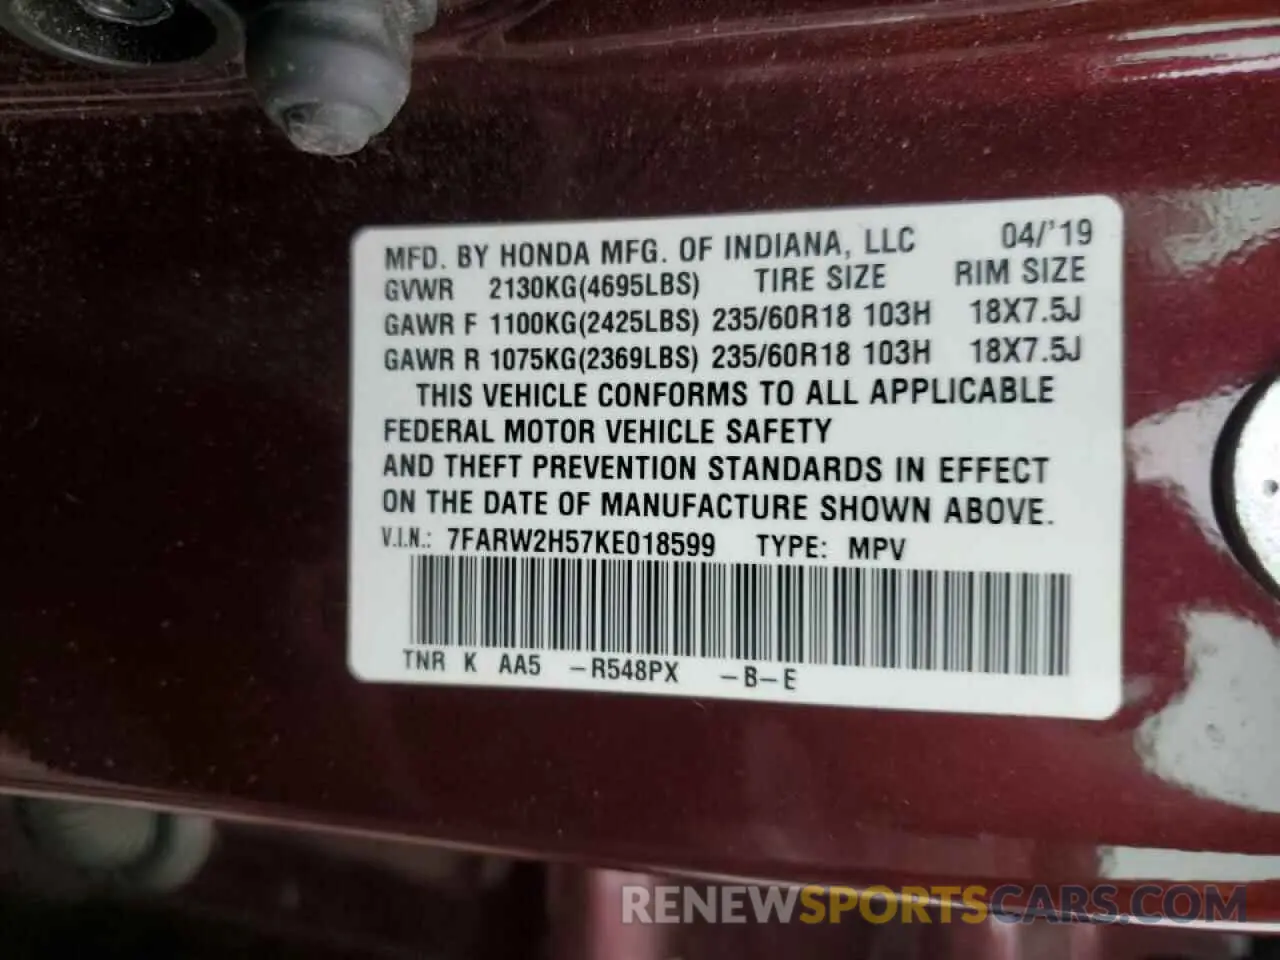 MFD. BY HONDA MFG. OF INDIANA, LLC 04/'19
GVWR 2130KG(4695LBS) TIRE SIZE RIM SIZE
GAWR F 1100KG(2425LBS) 235/60R18 103H 18X7.5J
GAWR R 1075KG(2369LBS) 235/60R18 103H 18X7.5J
THIS VEHICLE CONFORMS TO ALL APPLICABLE
FEDERAL MOTOR VEHICLE SAFETY
AND THEFT PREVENTION STANDARDS IN EFFECT
ON THE DATE OF MANUFACTURE SHOWN ABOVE.
V.I.N.: 7FARW2H57KE018599 TYPE: MPV
TNR K AA5 -R548PX -B-E
RENEWSPORTSCARS.COM